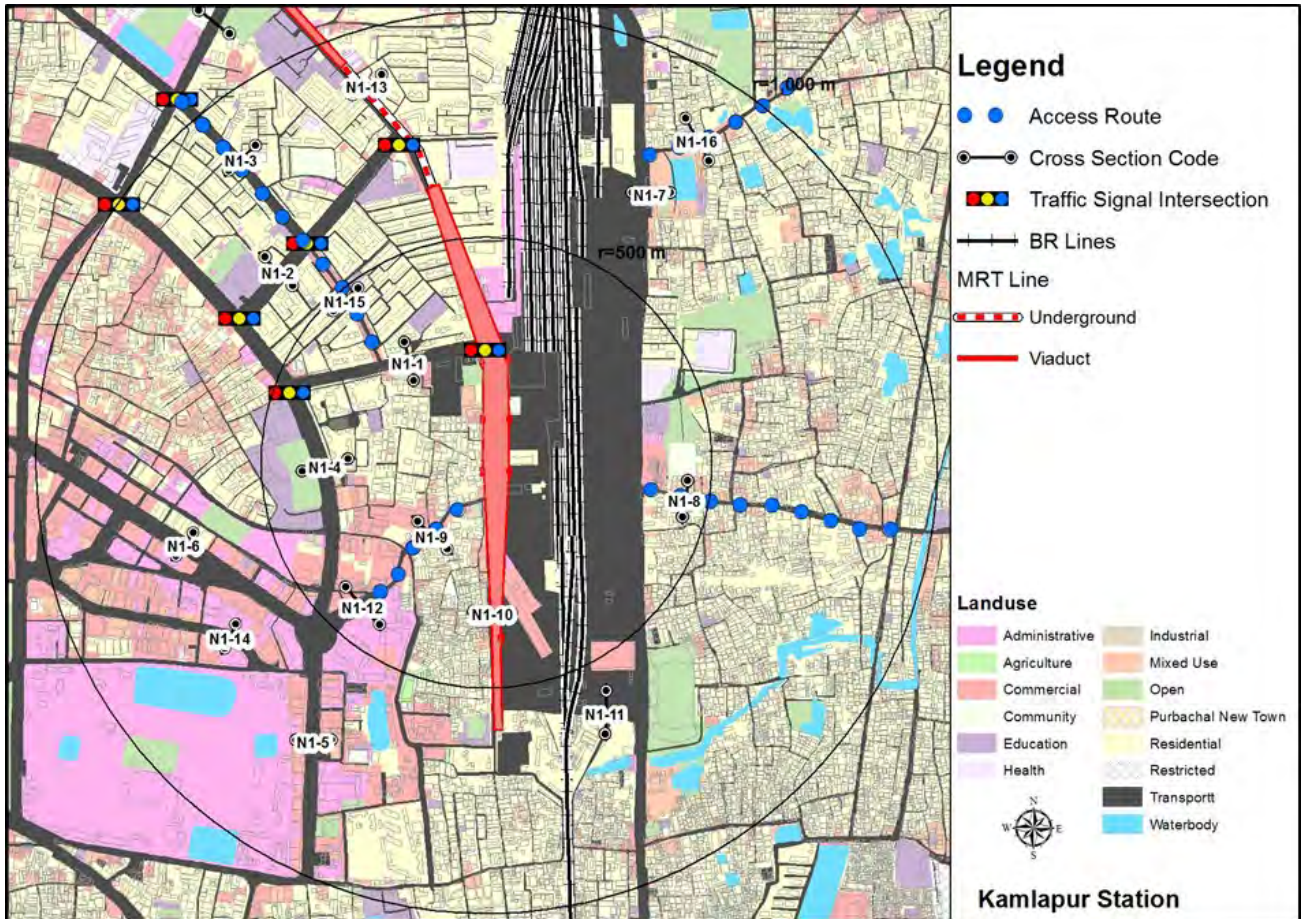 r=1,000 m
N1-13
N1-16
N1-3
N1-7
r=500 m
N1-2
N1-15
N1-1
N1-4
N1-8
N1-9
N1-6
N1-12
N1-10
N1-14
N1-11
N1-5
Legend
Access Route
Cross Section Code
Traffic Signal Intersection
BR Lines
MRT Line
Underground
Viaduct
Landuse
Administrative
Agriculture
Commercial
Community
Education
Health
Industrial
Mixed Use
Open
Purbachal New Town
Residential
Restricted
Transportt
Waterbody
N
W E
S
Kamlapur Station